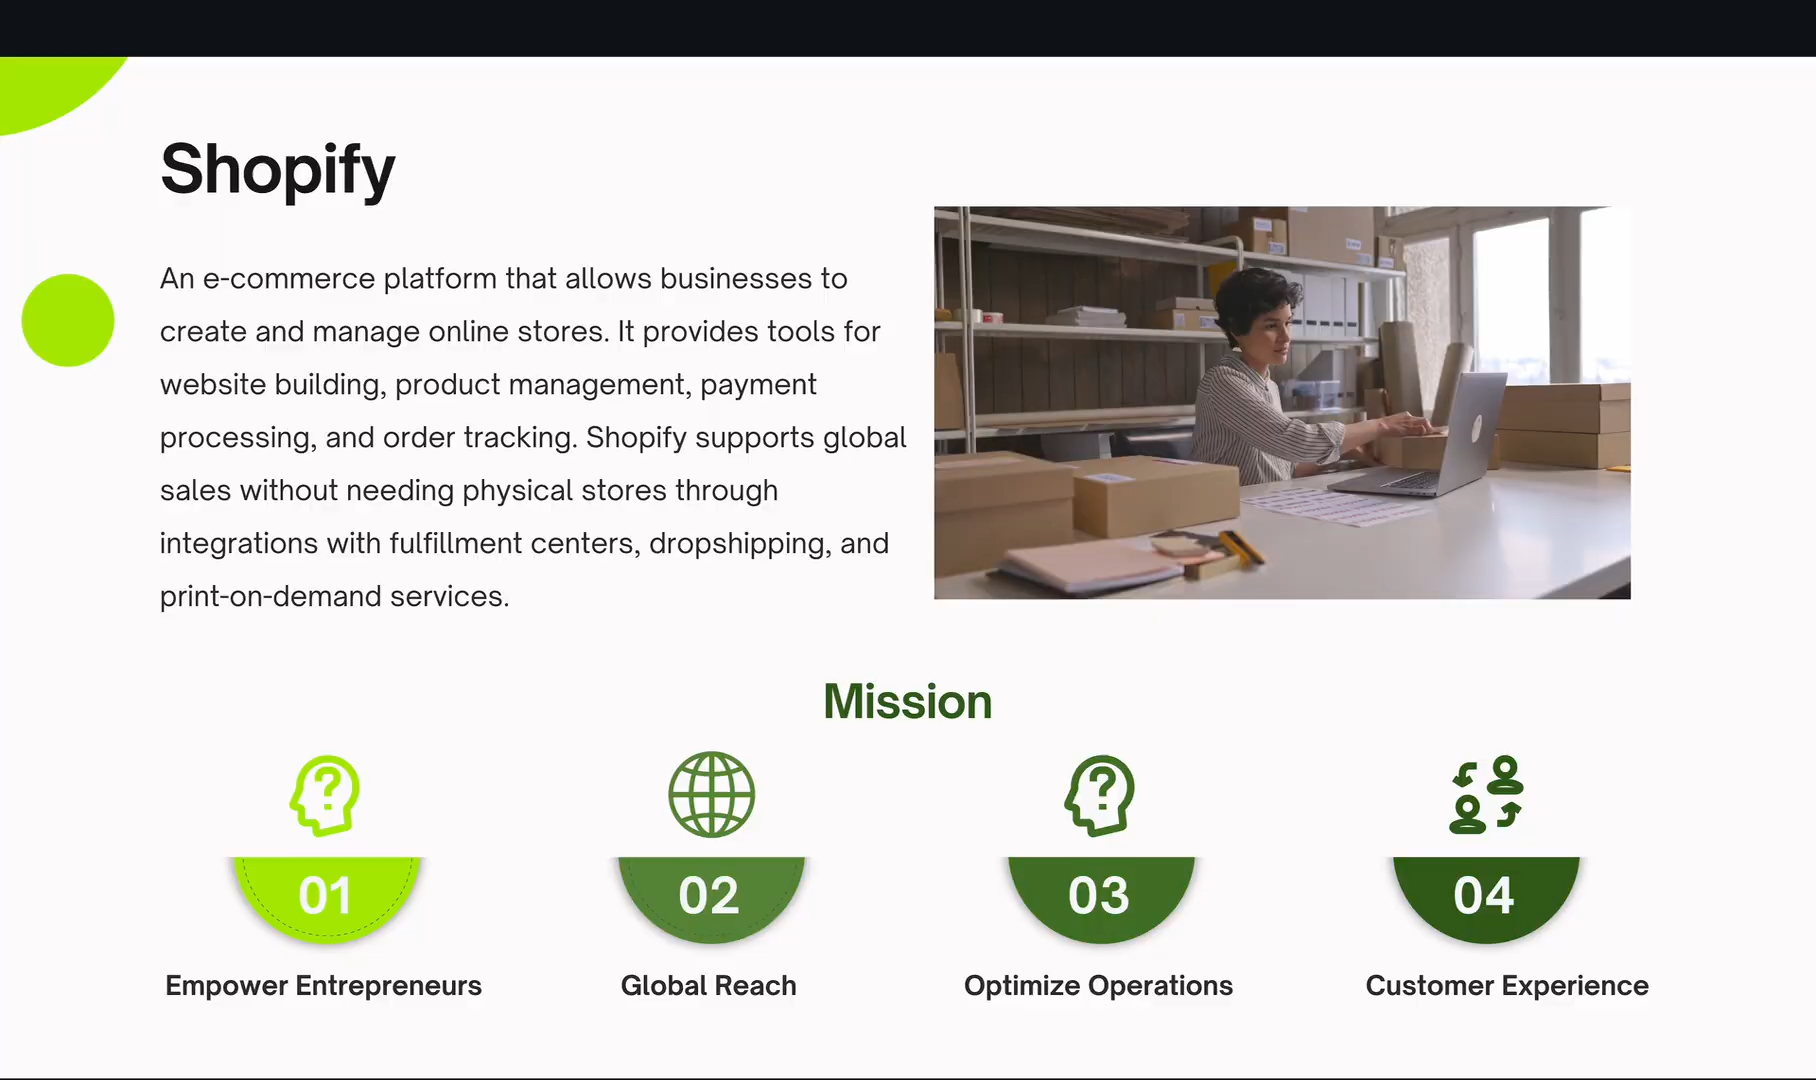 Shopify
An e-commerce platform that allows businesses to
create and manage online stores. It provides tools for
website building, product management, payment
processing, and order tracking. Shopify supports global
sales without needing physical stores through
integrations with fulfillment centers, dropshipping, and
print-on-demand services.
Mission
01
02
03
04
Empower Entrepreneurs
Global Reach
Optimize Operations
Customer Experience